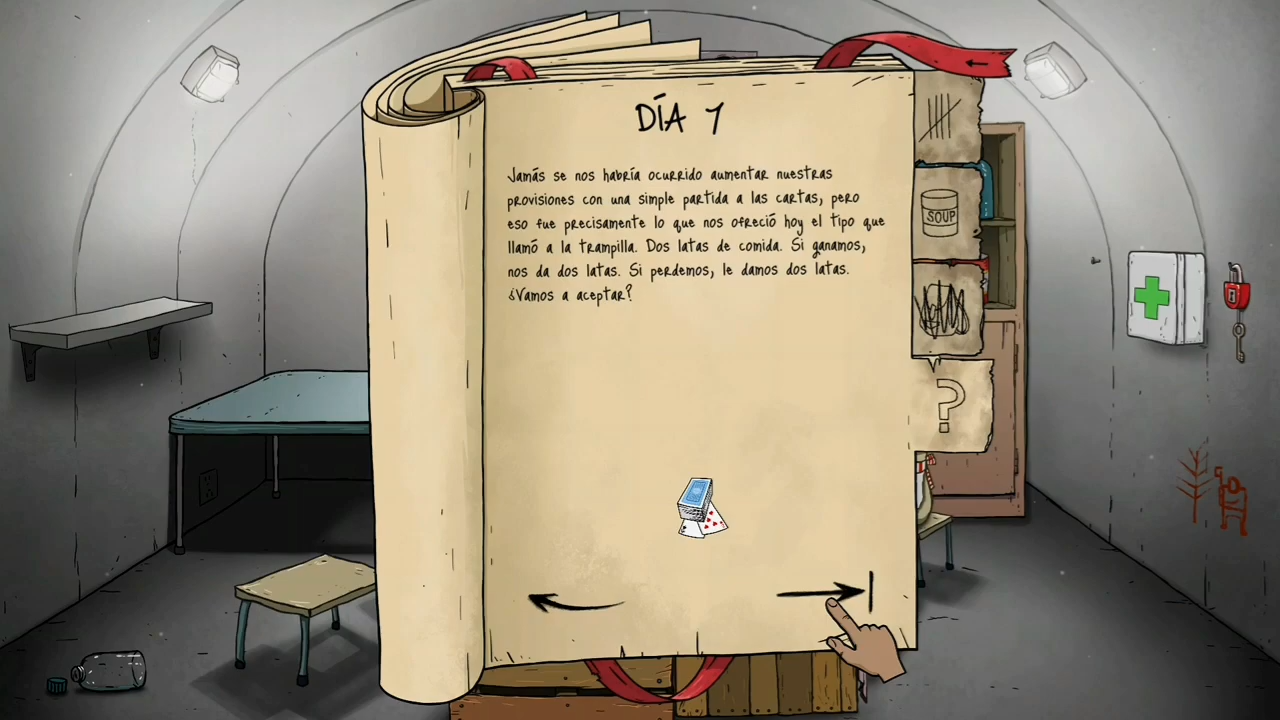 DÍA 7
Jamás se nos habría ocurrido aumentar nuestras
provisiones con una simple partida a las cartas, pero
eso fue precisamente lo que nos ofreció hoy el tipo que
llamó a la trampilla. Dos latas de comida. Si ganamos,
nos da dos latas. Si perdemos, le damos dos latas.
¿Vamos a aceptar?
SOUP
?